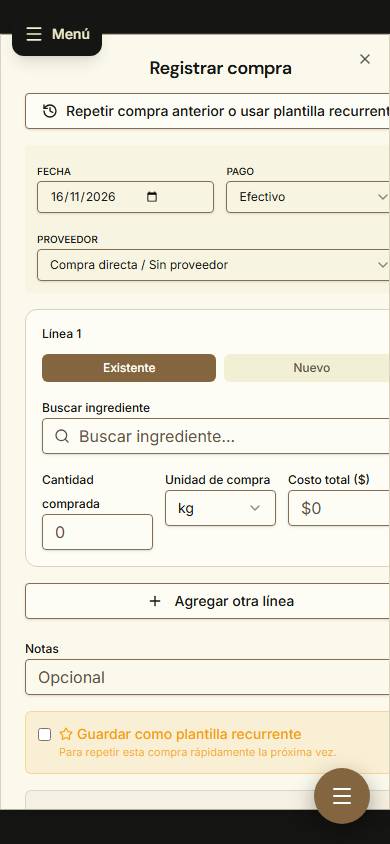 Menú
Registrar compra
Repetir compra anterior o usar plantilla recurrent
FECHA
PAGO
16/11/2026
Efectivo
PROVEEDOR
Compra directa / Sin proveedor
Línea 1
Existente
Nuevo
Buscar ingrediente
Buscar ingrediente...
Cantidad comprada
Unidad de compra
Costo total ($)
0
kg
$0
Agregar otra línea
Notas
Opcional
Guardar como plantilla recurrente
Para repetir esta compra rápidamente la próxima vez.